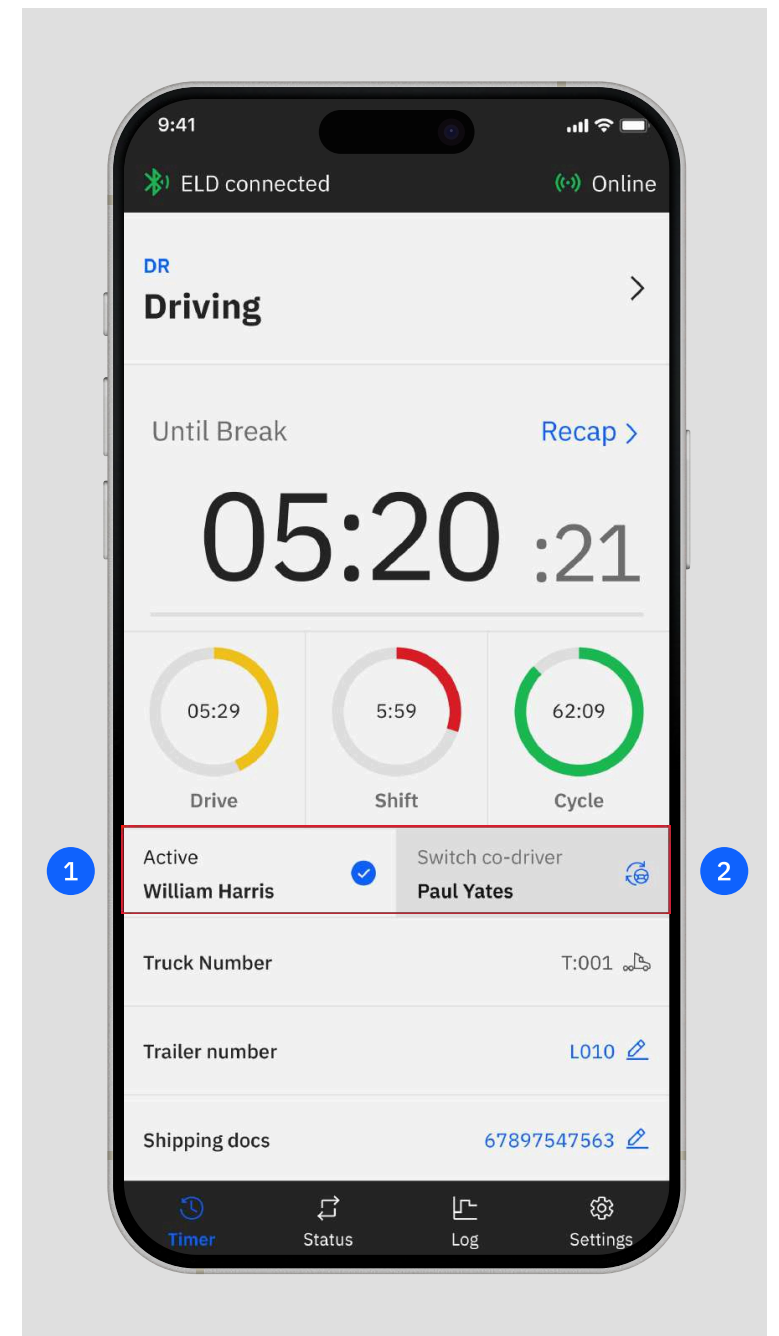 9:41
ELD connected Online
DR
Driving
Until Break Recap
05:20 :21
05:29 5:59 62:09
Drive Shift Cycle
1
Active Switch co-driver
William Harris Paul Yates
2
Truck Number T:001
Trailer number L010
Shipping docs 67897547563
Timer Status Log Settings